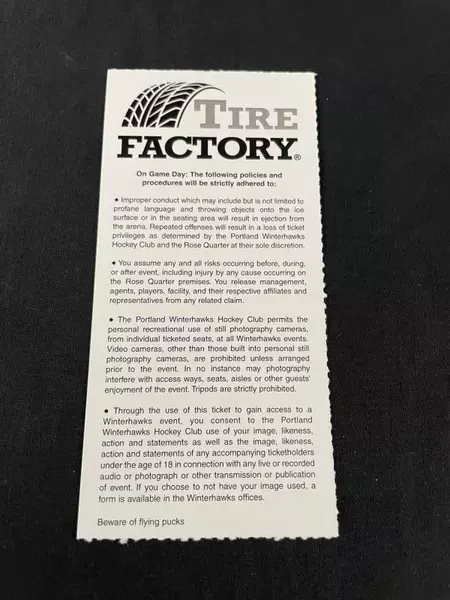 TIRE
FACTORY®
On Game Day: The following policies and
procedures will be strictly adhered to:
● Improper conduct which may include but is not limited to
profane language and throwing objects onto the ice
surface or in the seating area will result in ejection from
the arena. Repeated offenses will result in a loss of ticket
privileges as determined by the Portland Winterhawks
Hockey Club and the Rose Quarter at their sole discretion.
● You assume any and all risks occurring before, during,
or after event, including injury by any cause occurring on
the Rose Quarter premises. You release management,
agents, players, facility, and their respective affiliates and
representatives from any related claim.
● The Portland Winterhawks Hockey Club permits the
personal recreational use of still photography cameras,
from individual ticketed seats, at all Winterhawks events.
Video cameras, other than those built into personal still
photography cameras, are prohibited unless arranged
prior to the event. In no instance may photography
interfere with access ways, seats, aisles or other guests'
enjoyment of the event. Tripods are strictly prohibited.
● Through the use of this ticket to gain access to a
Winterhawks event, you consent to the Portland
Winterhawks Hockey Club use of your image, likeness,
action and statements as well as the image, likeness,
action and statements of any accompanying ticketholders
under the age of 18 in connection with any live or recorded
audio or photograph or other transmission or publication
of event. If you choose to not have your image used, a
form is available in the Winterhawks offices.
Beware of flying pucks